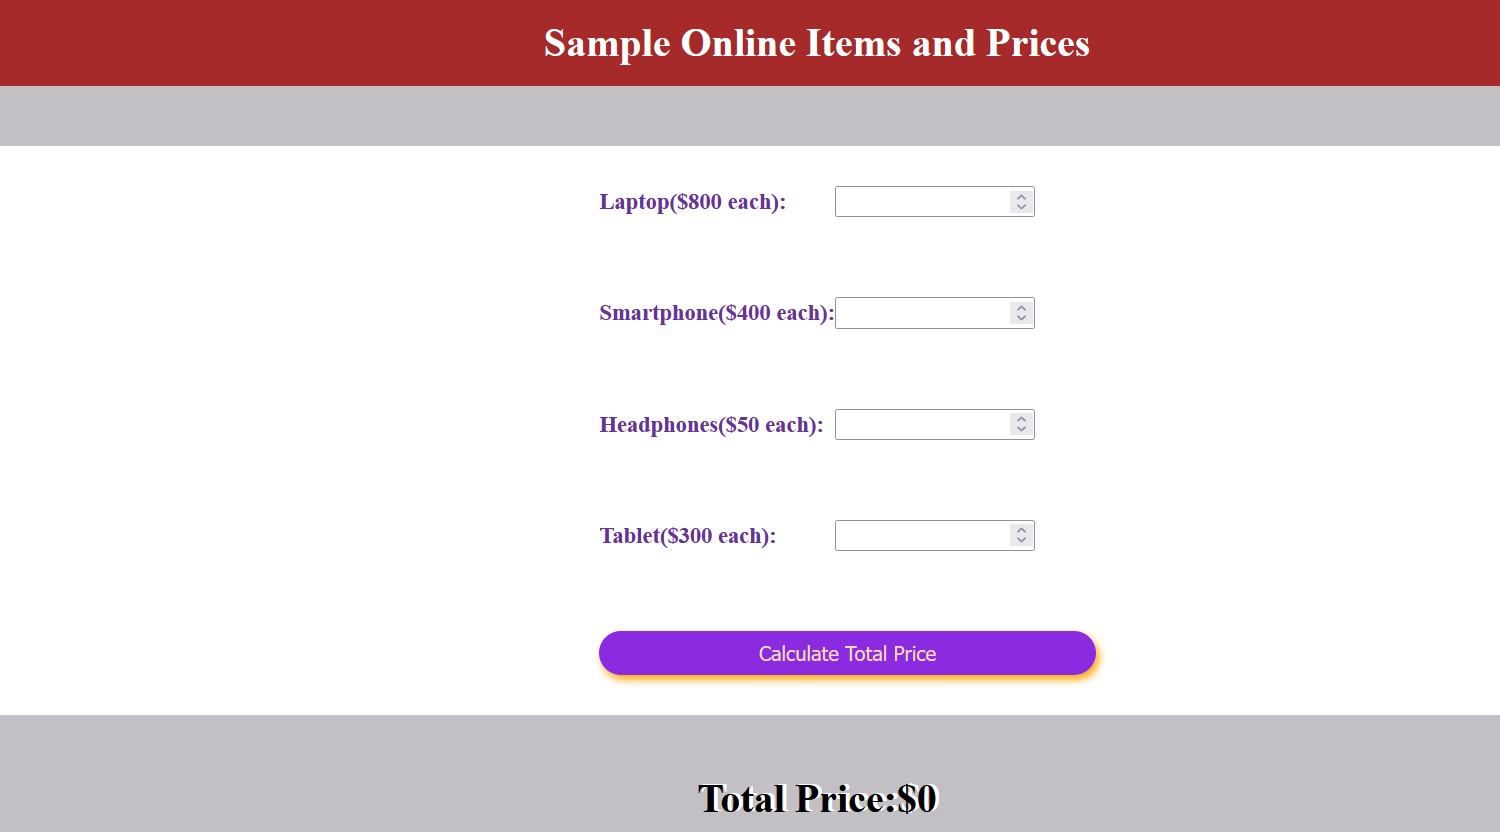 Sample Online Items and Prices
Laptop($800 each):
Smartphone($400 each):
Headphones($50 each):
Tablet($300 each):
Calculate Total Price
Total Price:$0